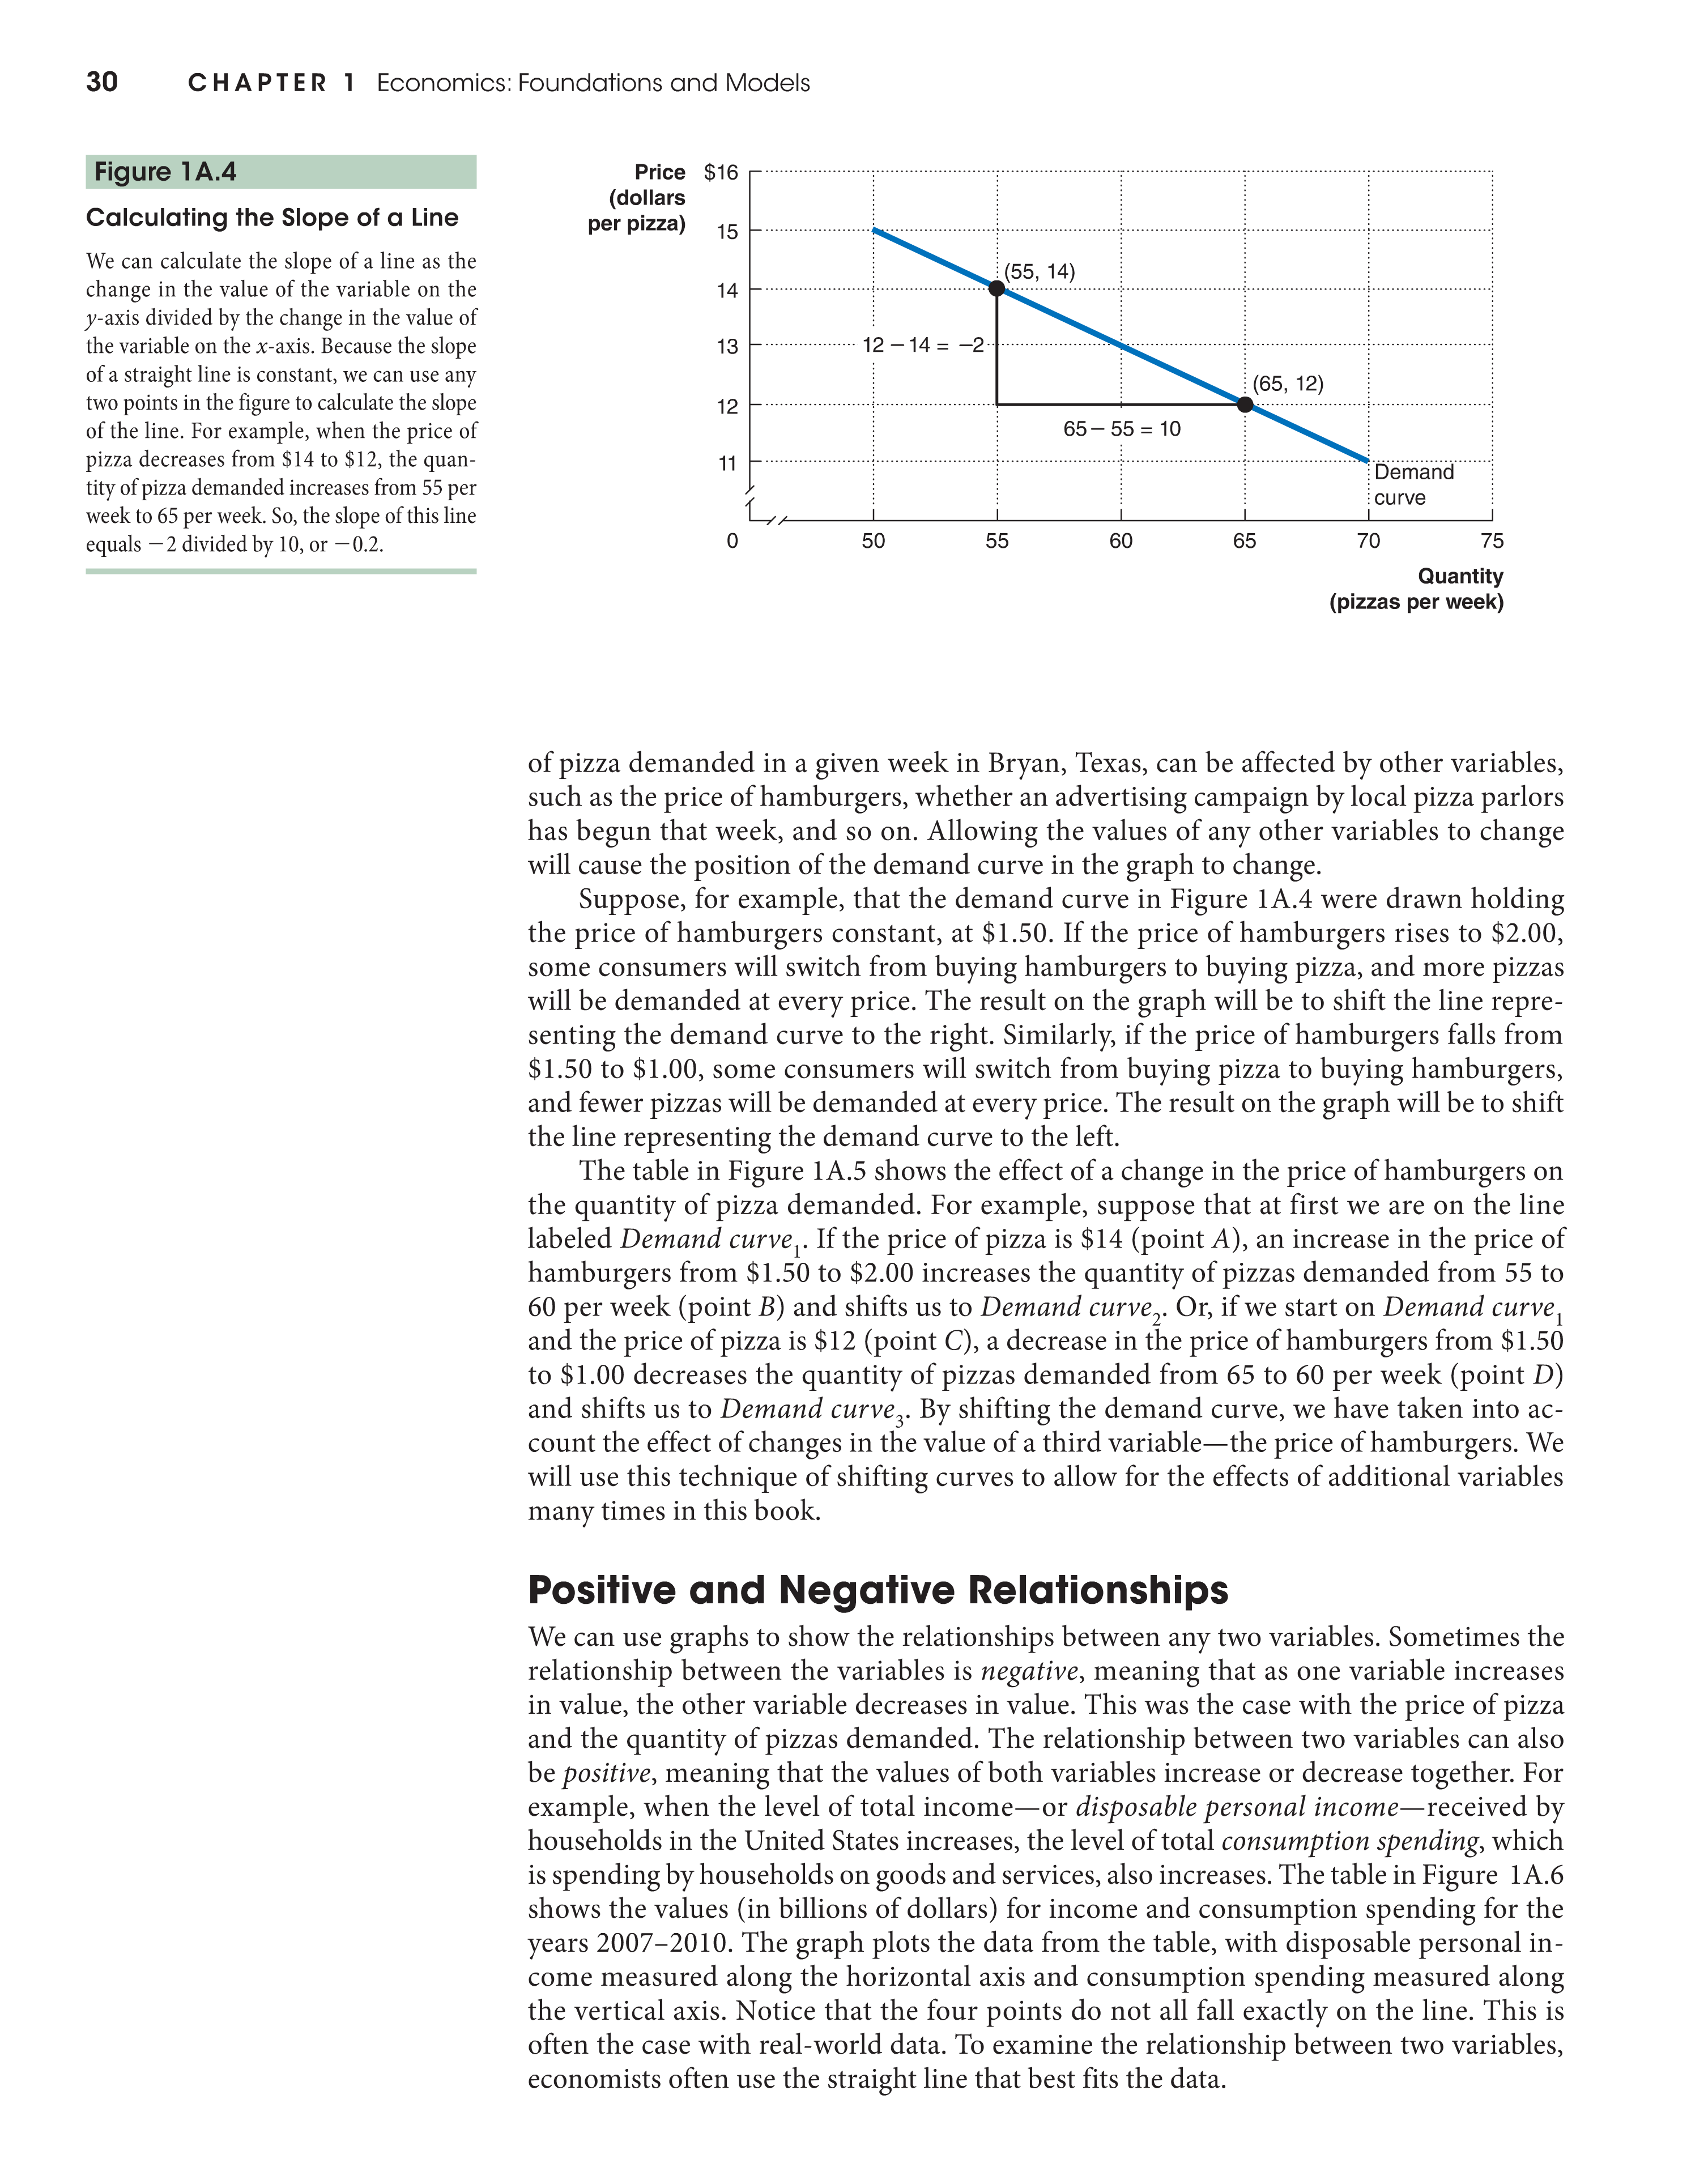 30 CHAPTER 1 Economics: Foundations and Models
Figure 1A.4
Calculating the Slope of a Line
We can calculate the slope of a line as the
change in the value of the variable on the
y-axis divided by the change in the value of
the variable on the x-axis. Because the slope
of a straight line is constant, we can use any
two points in the figure to calculate the slope
of the line. For example, when the price of
pizza decreases from $14 to $12, the quan-
tity of pizza demanded increases from 55 per
week to 65 per week. So, the slope of this line
equals −2 divided by 10, or −0.2.
Price
(dollars
per pizza)
$16
15
14
13
12
11
(55, 14)
12 − 14 = −2
(65, 12)
65 − 55 = 10
Demand
curve
0 50 55 60 65 70 75
Quantity
(pizzas per week)
of pizza demanded in a given week in Bryan, Texas, can be affected by other variables,
such as the price of hamburgers, whether an advertising campaign by local pizza parlors
has begun that week, and so on. Allowing the values of any other variables to change
will cause the position of the demand curve in the graph to change.
Suppose, for example, that the demand curve in Figure 1A.4 were drawn holding
the price of hamburgers constant, at $1.50. If the price of hamburgers rises to $2.00,
some consumers will switch from buying hamburgers to buying pizza, and more pizzas
will be demanded at every price. The result on the graph will be to shift the line repre-
senting the demand curve to the right. Similarly, if the price of hamburgers falls from
$1.50 to $1.00, some consumers will switch from buying pizza to buying hamburgers,
and fewer pizzas will be demanded at every price. The result on the graph will be to shift
the line representing the demand curve to the left.
The table in Figure 1A.5 shows the effect of a change in the price of hamburgers on
the quantity of pizza demanded. For example, suppose that at first we are on the line
labeled Demand curve₁. If the price of pizza is $14 (point A), an increase in the price of
hamburgers from $1.50 to $2.00 increases the quantity of pizzas demanded from 55 to
60 per week (point B) and shifts us to Demand curve₂. Or, if we start on Demand curve₁
and the price of pizza is $12 (point C), a decrease in the price of hamburgers from $1.50
to $1.00 decreases the quantity of pizzas demanded from 65 to 60 per week (point D)
and shifts us to Demand curve₃. By shifting the demand curve, we have taken into ac-
count the effect of changes in the value of a third variable—the price of hamburgers. We
will use this technique of shifting curves to allow for the effects of additional variables
many times in this book.
Positive and Negative Relationships
We can use graphs to show the relationships between any two variables. Sometimes the
relationship between the variables is negative, meaning that as one variable increases
in value, the other variable decreases in value. This was the case with the price of pizza
and the quantity of pizzas demanded. The relationship between two variables can also
be positive, meaning that the values of both variables increase or decrease together. For
example, when the level of total income—or disposable personal income—received by
households in the United States increases, the level of total consumption spending, which
is spending by households on goods and services, also increases. The table in Figure 1A.6
shows the values (in billions of dollars) for income and consumption spending for the
years 2007–2010. The graph plots the data from the table, with disposable personal in-
come measured along the horizontal axis and consumption spending measured along
the vertical axis. Notice that the four points do not all fall exactly on the line. This is
often the case with real-world data. To examine the relationship between two variables,
economists often use the straight line that best fits the data.